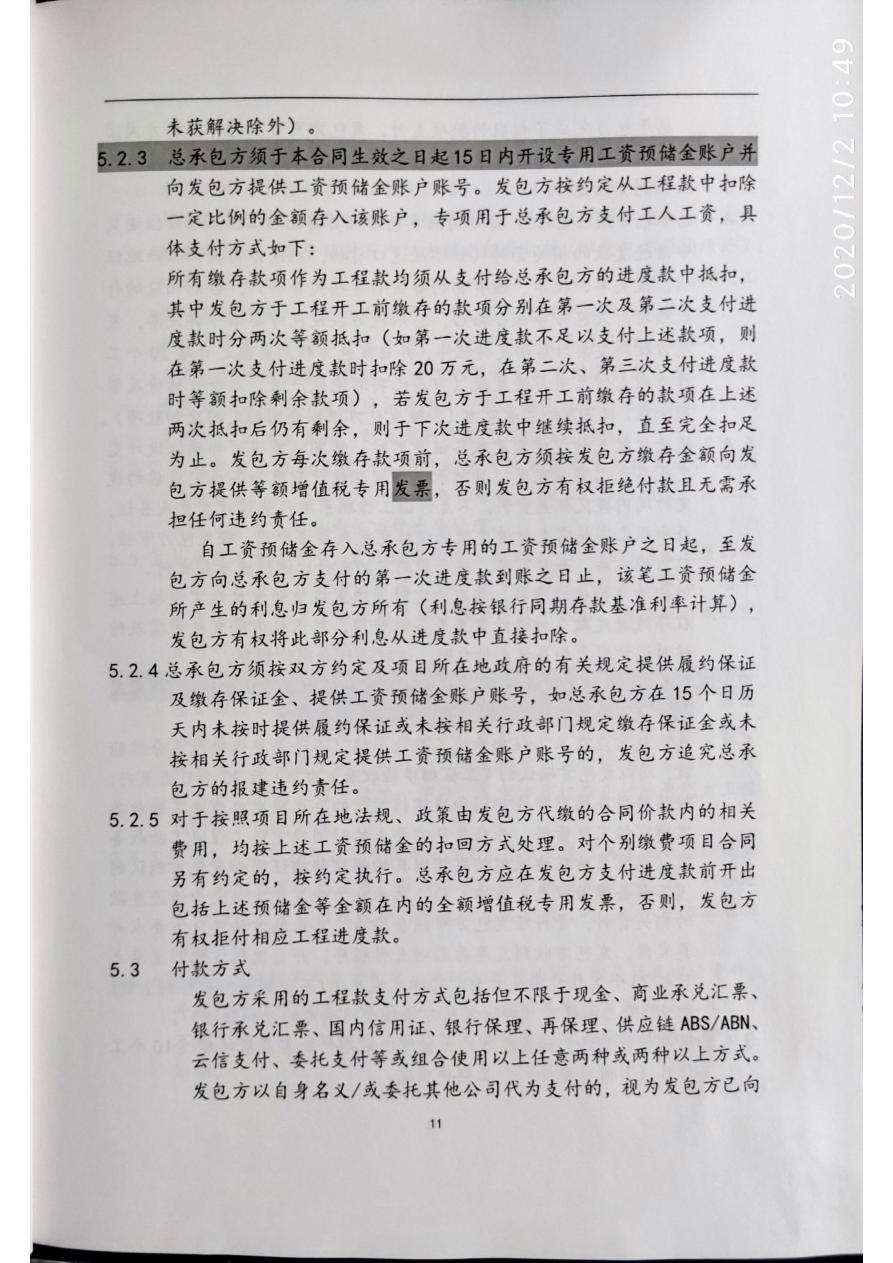 2020/12/2 10:49
未获解决除外）。
5.2.3 总承包方须于本合同生效之日起15日内开设专用工资预储金账户并
向发包方提供工资预储金账户账号。发包方按约定从工程款中扣除
一定比例的金额存入该账户，专项用于总承包方支付工人工资，具
体支付方式如下：
所有缴存款项作为工程款均须从支付给总承包方的进度款中抵扣，
其中发包方于工程开工前缴存的款项分别在第一次及第二次支付进
度款时分两次等额抵扣（如第一次进度款不足以支付上述款项，则
在第一次支付进度款时扣除 20 万元，在第二次、第三次支付进度款
时等额扣除剩余款项），若发包方于工程开工前缴存的款项在上述
两次抵扣后仍有剩余，则于下次进度款中继续抵扣，直至完全扣足
为止。发包方每次缴存款项前，总承包方须按发包方缴存金额向发
包方提供等额增值税专用发票，否则发包方有权拒绝付款且无需承
担任何违约责任。
自工资预储金存入总承包方专用的工资预储金账户之日起，至发
包方向总承包方支付的第一次进度款到账之日止，该笔工资预储金
所产生的利息归发包方所有（利息按银行同期存款基准利率计算），
发包方有权将此部分利息从进度款中直接扣除。
5.2.4 总承包方须按双方约定及项目所在地政府的有关规定提供履约保证
及缴存保证金、提供工资预储金账户账号，如总承包方在 15 个日历
天内未按时提供履约保证或未按相关行政部门规定缴存保证金或未
按相关行政部门规定提供工资预储金账户账号的，发包方追究总承
包方的报建违约责任。
5.2.5 对于按照项目所在地法规、政策由发包方代缴的合同价款内的相关
费用，均按上述工资预储金的扣回方式处理。对个别缴费项目合同
另有约定的，按约定执行。总承包方应在发包方支付进度款前开出
包括上述预储金等金额在内的全额增值税专用发票，否则，发包方
有权拒付相应工程进度款。
5.3 付款方式
发包方采用的工程款支付方式包括但不限于现金、商业承兑汇票、
银行承兑汇票、国内信用证、银行保理、再保理、供应链 ABS/ABN、
云信支付、委托支付等或组合使用以上任意两种或两种以上方式。
发包方以自身名义/或委托其他公司代为支付的，视为发包方已向
11